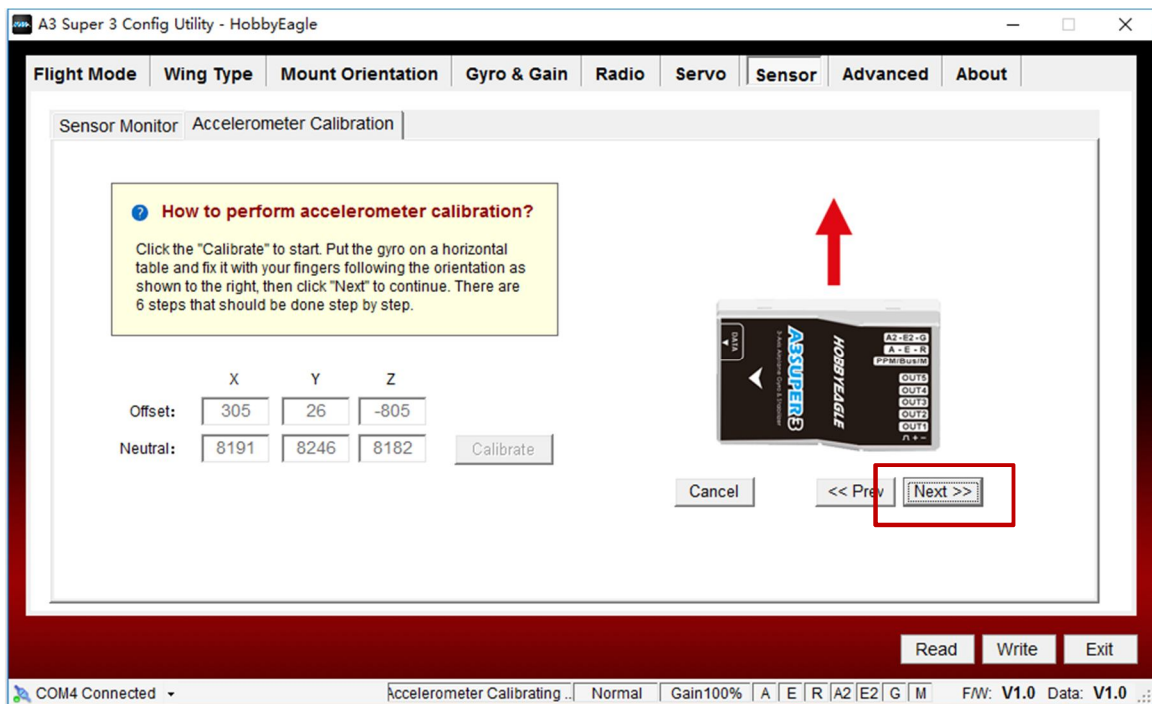 A3 Super 3 Config Utility - HobbyEagle
Flight Mode Wing Type Mount Orientation Gyro & Gain Radio Servo Sensor Advanced About
Sensor Monitor Accelerometer Calibration
How to perform accelerometer calibration?
Click the "Calibrate" to start. Put the gyro on a horizontal
table and fix it with your fingers following the orientation as
shown to the right, then click "Next" to continue. There are
6 steps that should be done step by step.
X Y Z
Offset: 305 26 -805
Neutral: 8191 8246 8182
Calibrate
DATA
A3SUPER3
3-Axis Airplane Gyro & Stabilizer
HOBBYEAGLE
A2-E2-G
A - E - R
PPM/Bus/M
OUT5
OUT4
OUT3
OUT2
OUT1
Cancel << Prev Next >>
Read Write Exit
COM4 Connected Accelerometer Calibrating .. Normal Gain100% A E R A2 E2 G M F/W: V1.0 Data: V1.0